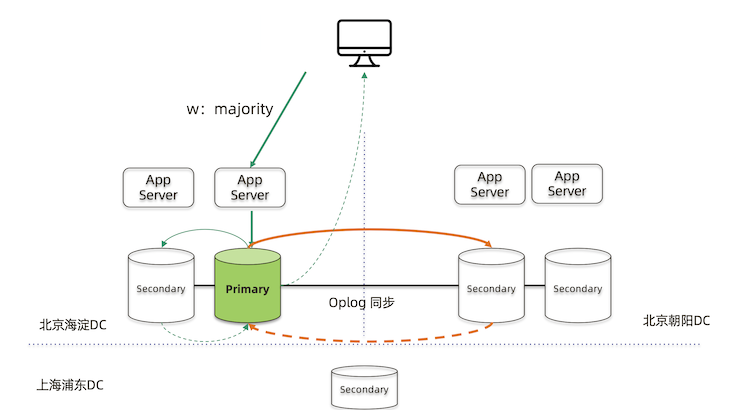 w：majority
App
Server
App
Server
App
Server
App
Server
Secondary
Primary
Secondary
Secondary
Oplog 同步
北京海淀DC
北京朝阳DC
上海浦东DC
Secondary